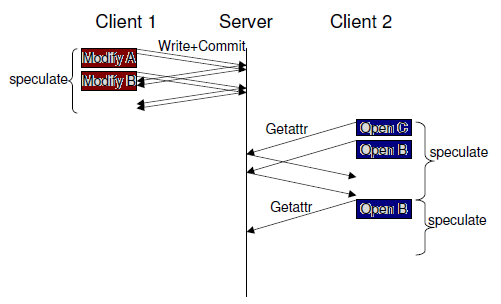 Client 1
Server
Client 2
Write+Commit
Modify A
speculate
Modify B
Getattr
Open C
Open B
speculate
Getattr
Open B
speculate